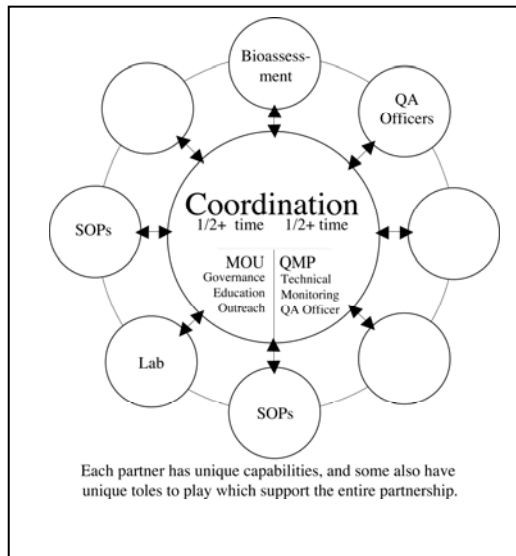 Bioassess-
ment
QA
Officers
SOPs
Coordination
1/2+ time 1/2+ time
MOU
Governance
Education
Outreach
QMP
Technical
Monitoring
QA Officer
Lab
SOPs
Each partner has unique capabilities, and some also have
unique toles to play which support the entire partnership.